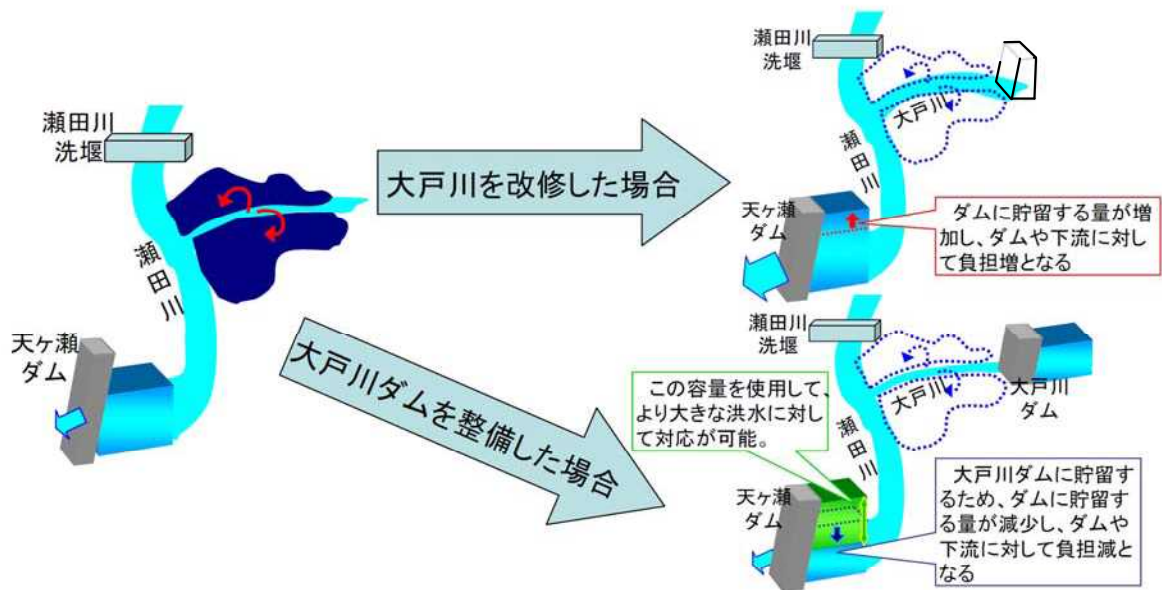 瀬田川
洗堰
瀬田川
天ヶ瀬
ダム
大戸川を改修した場合
大戸川ダムを整備した場合
瀬田川
洗堰
大戸川
瀬田川
天ヶ瀬
ダム
ダムに貯留する量が増
加し、ダムや下流に対し
て負担増となる
瀬田川
洗堰
大戸川
大戸川
ダム
この容量を使用して、
より大きな洪水に対し
て対応が可能。
瀬田川
天ヶ瀬
ダム
大戸川ダムに貯留す
るため、ダムに貯留す
る量が減少し、ダムや
下流に対して負担減と
なる